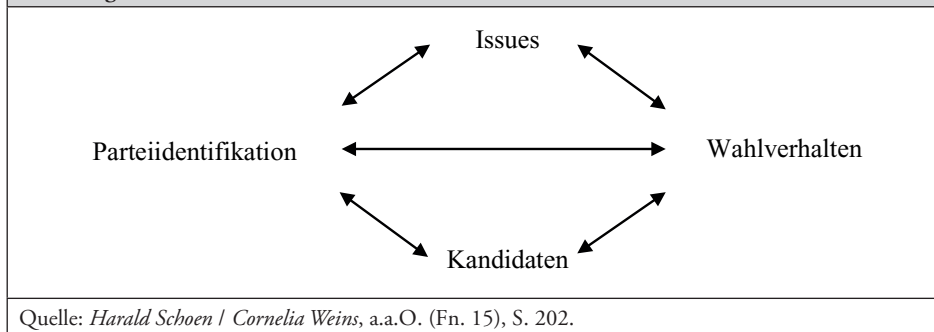 Issues
Parteiidentifikation
Wahlverhalten
Kandidaten
Quelle: Harald Schoen / Cornelia Weins, a.a.O. (Fn. 15), S. 202.